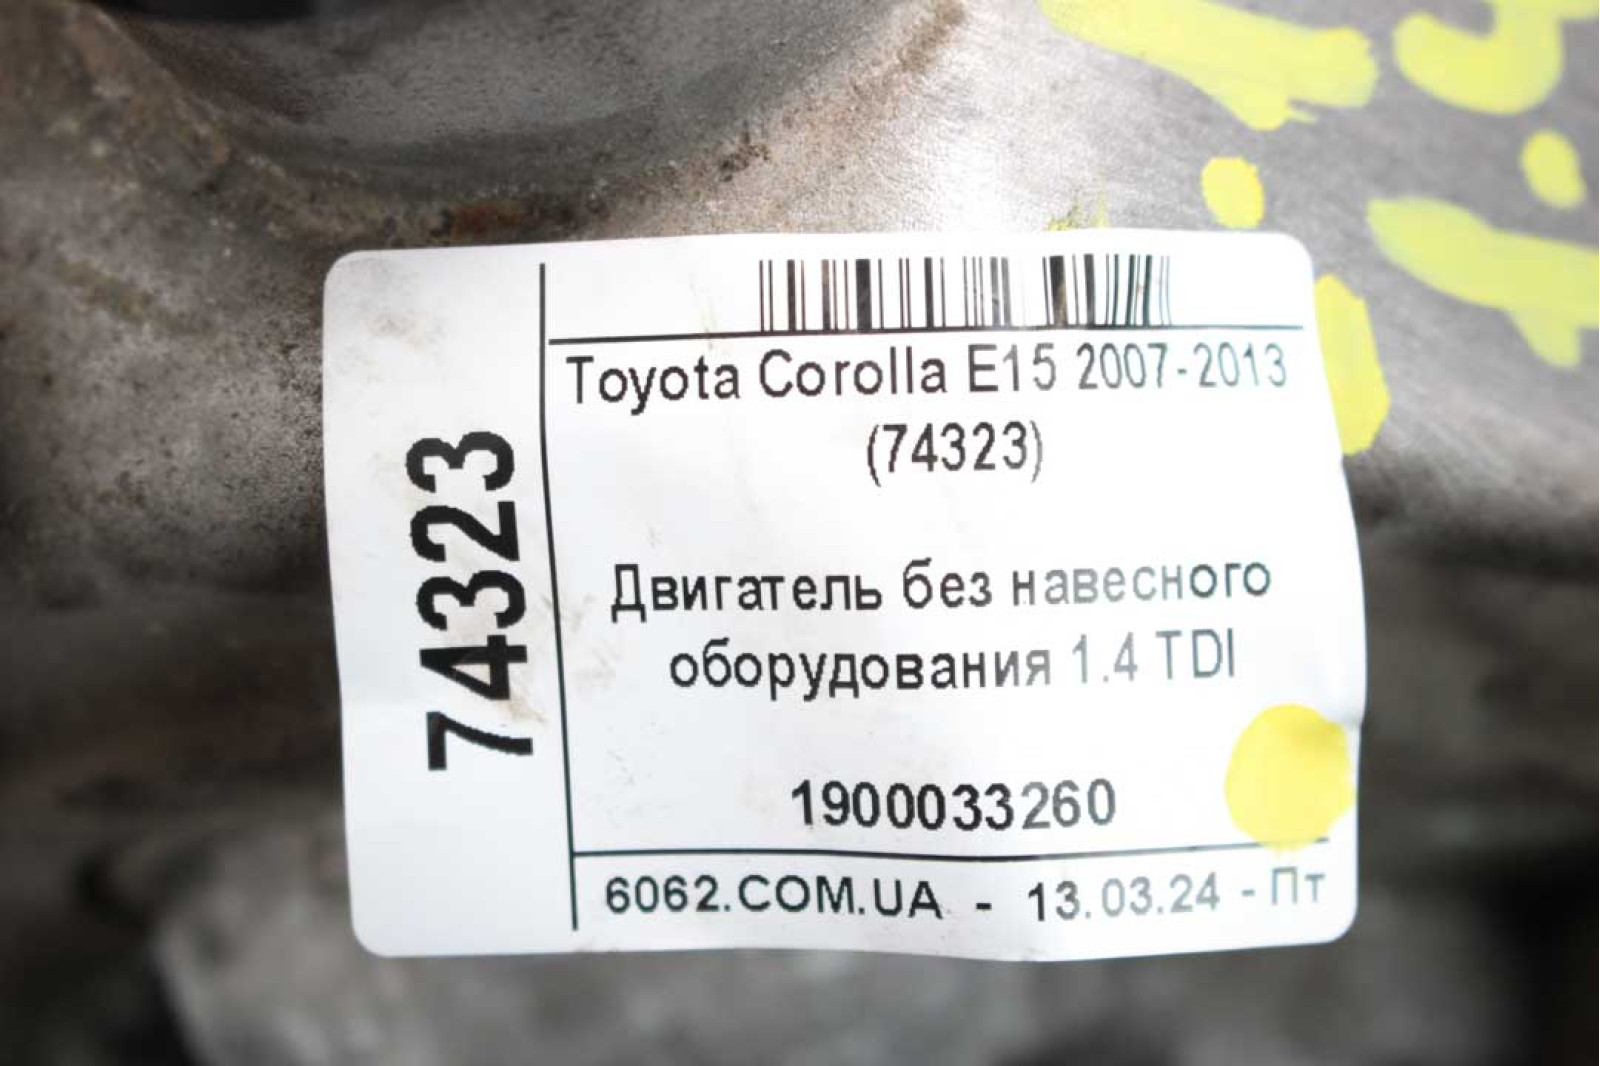 74323
Toyota Corolla E15 2007-2013
(74323)
Двигатель без навесного
оборудования 1.4 TDI
1900033260
6062.COM.UA - 13.03.24 - Пт